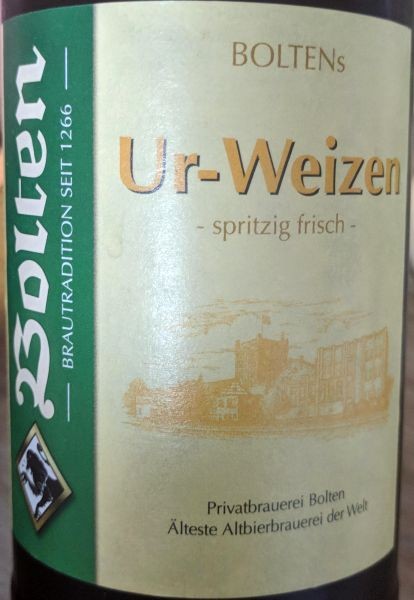 Bolten
BRAUTRADITION SEIT 1266
BOLTENs
Ur-Weizen
- spritzig frisch -
Privatbrauerei Bolten
Älteste Altbierbrauerei der Welt